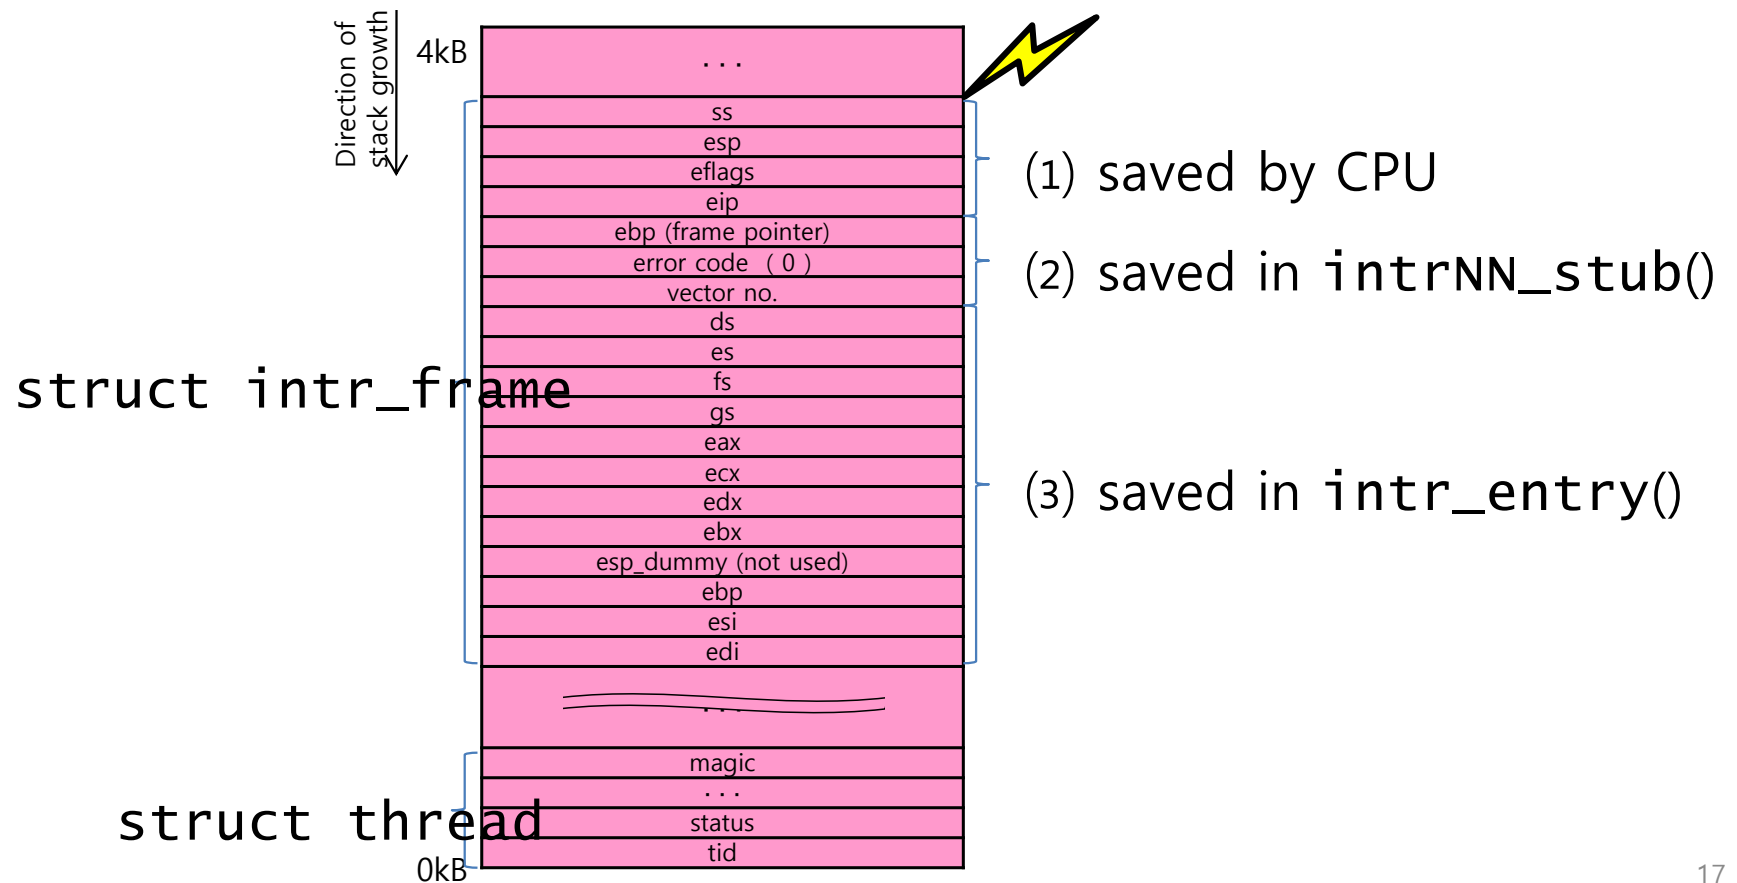 Direction of
stack growth
4kB
. . .
ss
esp
eflags
eip
(1) saved by CPU
ebp (frame pointer)
error code ( 0 )
vector no.
(2) saved in intrNN_stub()
ds
es
fs
gs
eax
ecx
edx
ebx
esp_dummy (not used)
ebp
esi
edi
struct intr_frame
(3) saved in intr_entry()
. . .
magic
. . .
status
tid
struct thread
0kB
17